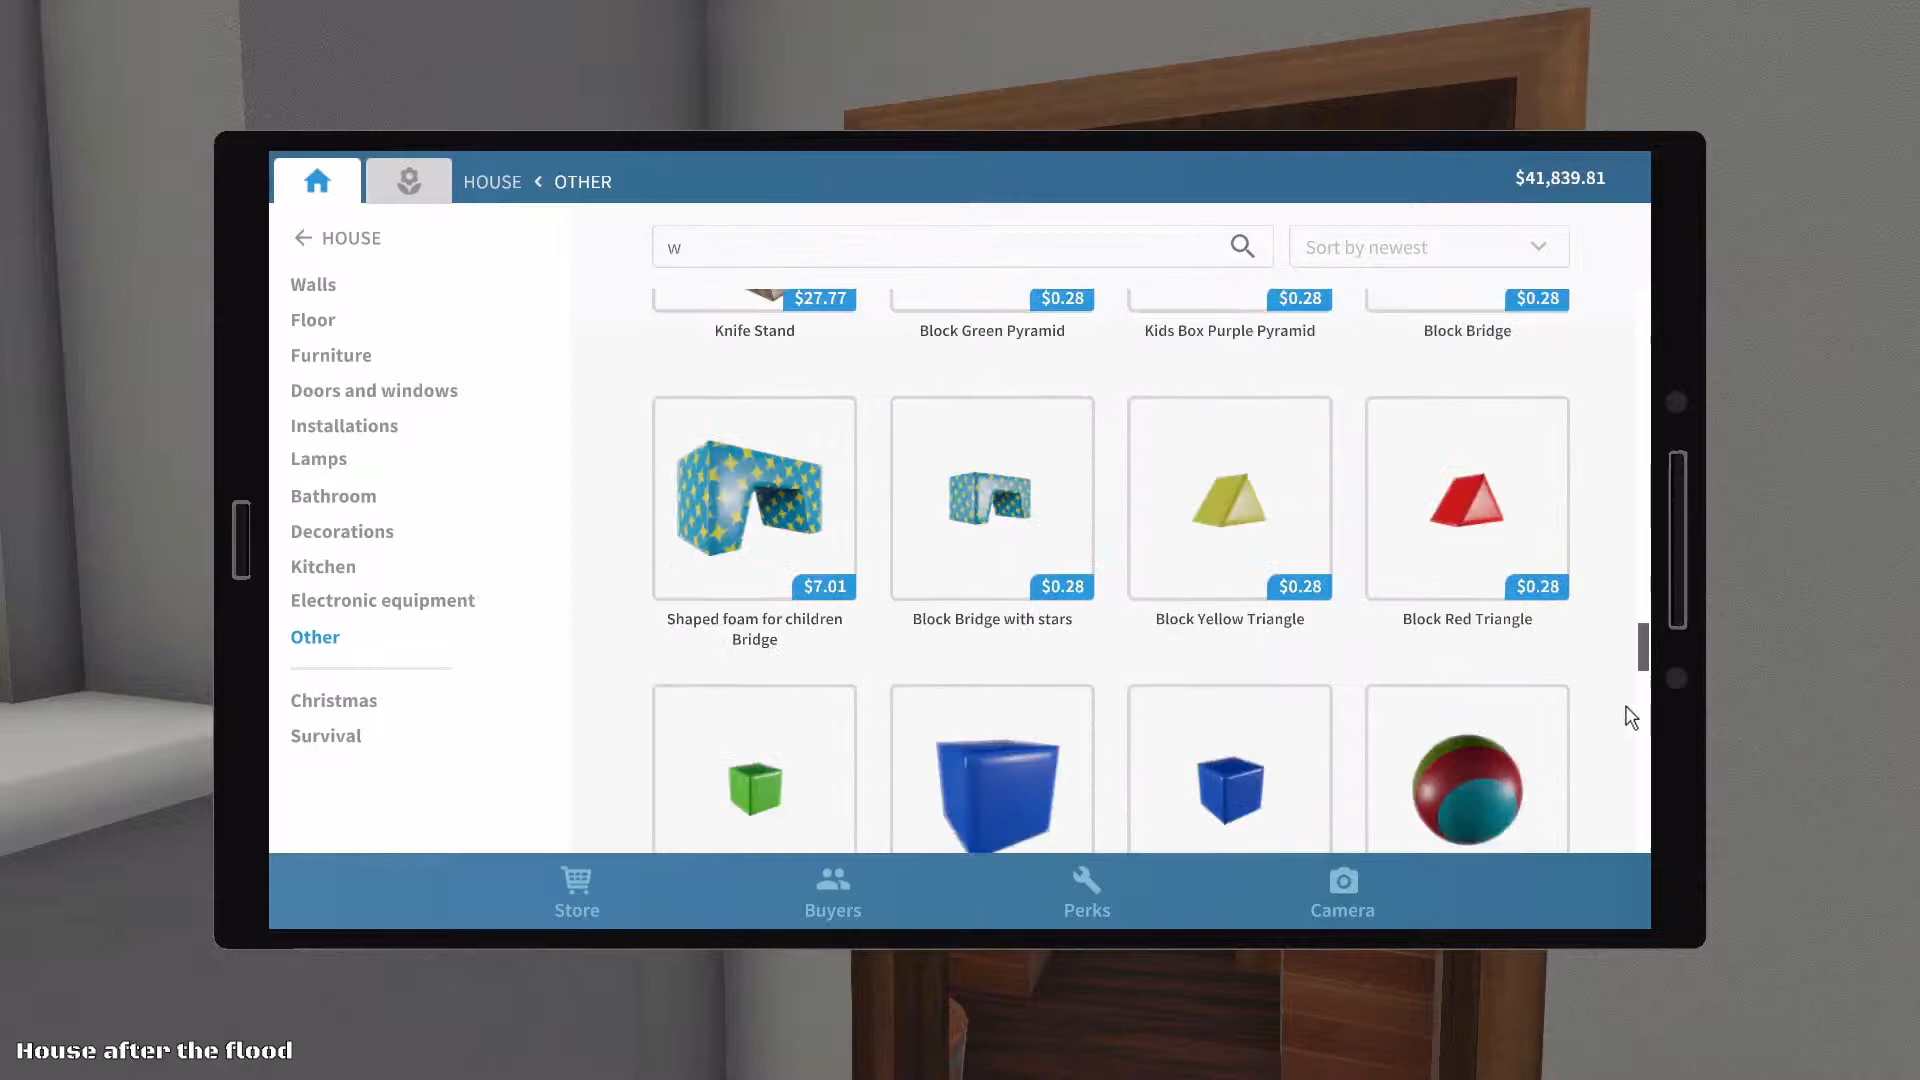 HOUSE < OTHER
$41,839.81
HOUSE
w
Sort by newest
Walls
Floor
Furniture
Doors and windows
Installations
Lamps
Bathroom
Decorations
Kitchen
Electronic equipment
Other
Christmas
Survival
$27.77
$0.28
$0.28
$0.28
Knife Stand
Block Green Pyramid
Kids Box Purple Pyramid
Block Bridge
$7.01
$0.28
$0.28
$0.28
Shaped foam for children
Bridge
Block Bridge with stars
Block Yellow Triangle
Block Red Triangle
Store
Buyers
Perks
Camera
House after the flood